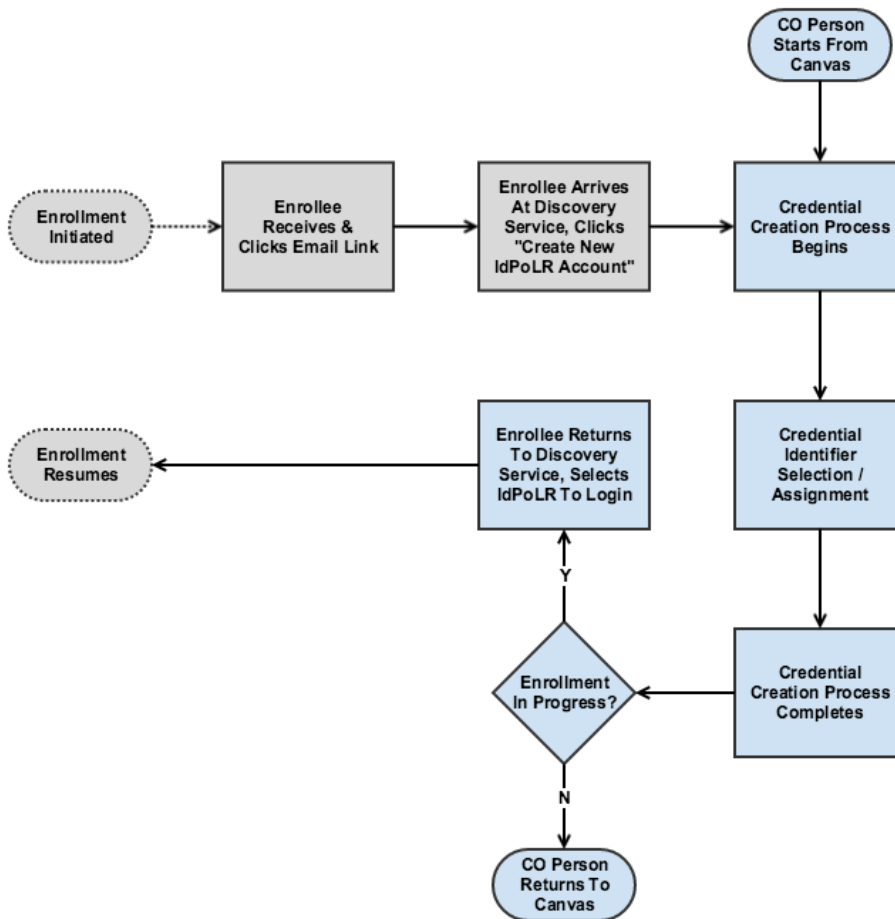 CO Person
Starts From
Canvas
Enrollment
Initiated
Enrollee
Receives &
Clicks Email Link
Enrollee Arrives
At Discovery
Service, Clicks
"Create New
IdPoLR Account"
Credential
Creation Process
Begins
Enrollment
Resumes
Enrollee Returns
To Discovery
Service, Selects
IdPoLR To Login
Credential
Identifier
Selection /
Assignment
Y
Enrollment
In Progress?
Credential
Creation Process
Completes
N
CO Person
Returns To
Canvas